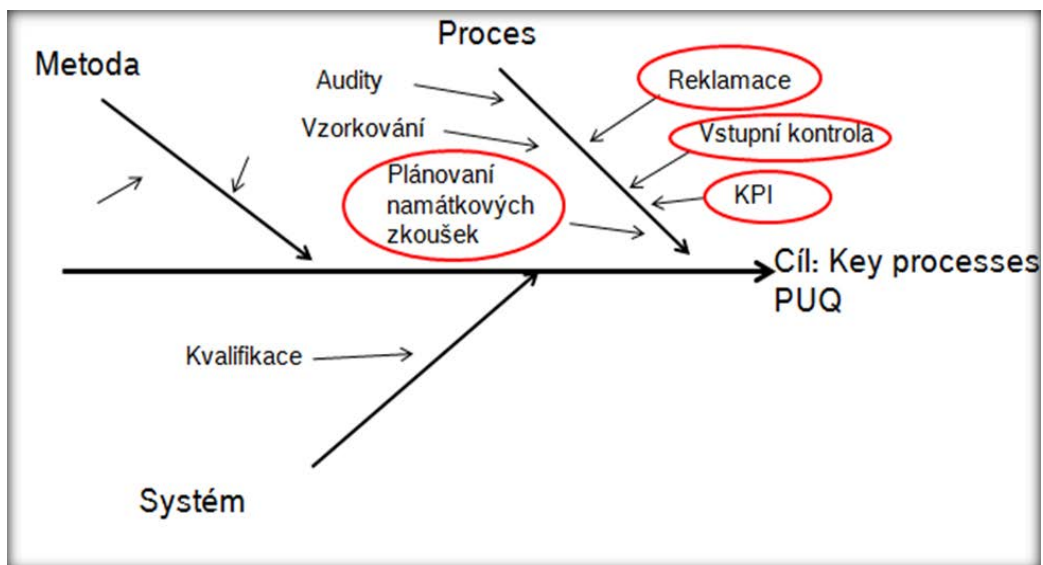 Proces
Metoda
Audity
Reklamace
Vzorkování
Vstupní kontrola
Plánovaní
namátkových
zkoušek
KPI
Cíl: Key processes
PUQ
Kvalifikace
Systém